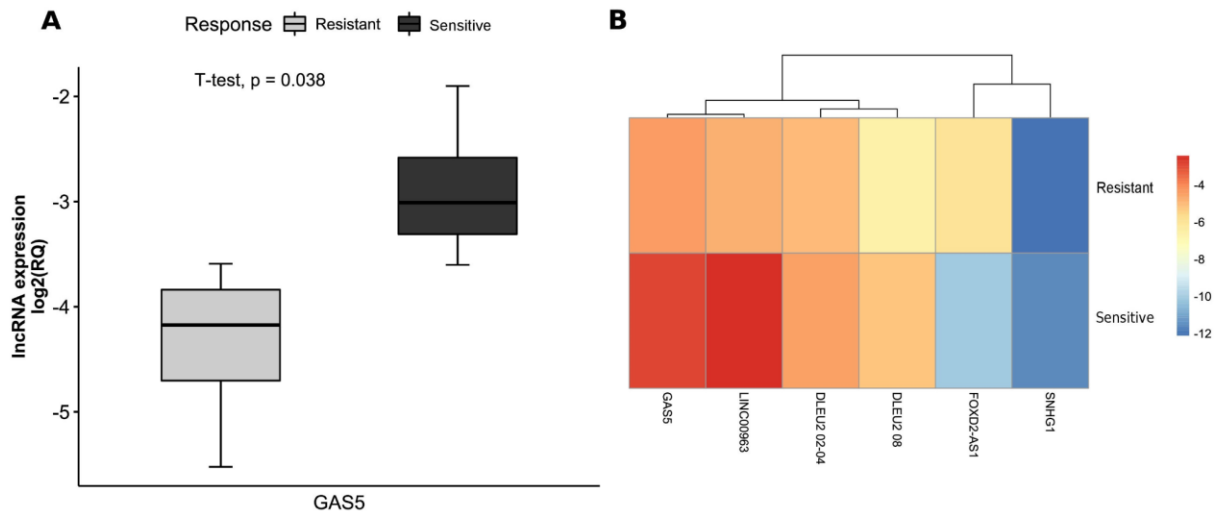 A
Response Resistant Sensitive
T-test, p = 0.038
lncRNA expression
log2(RQ)
-2
-3
-4
-5
GAS5
B
Resistant
Sensitive
GAS5
LINC00963
DLEU2 02-04
DLEU2 08
FOXD2-AS1
SNHG1
-4
-6
-8
-10
-12